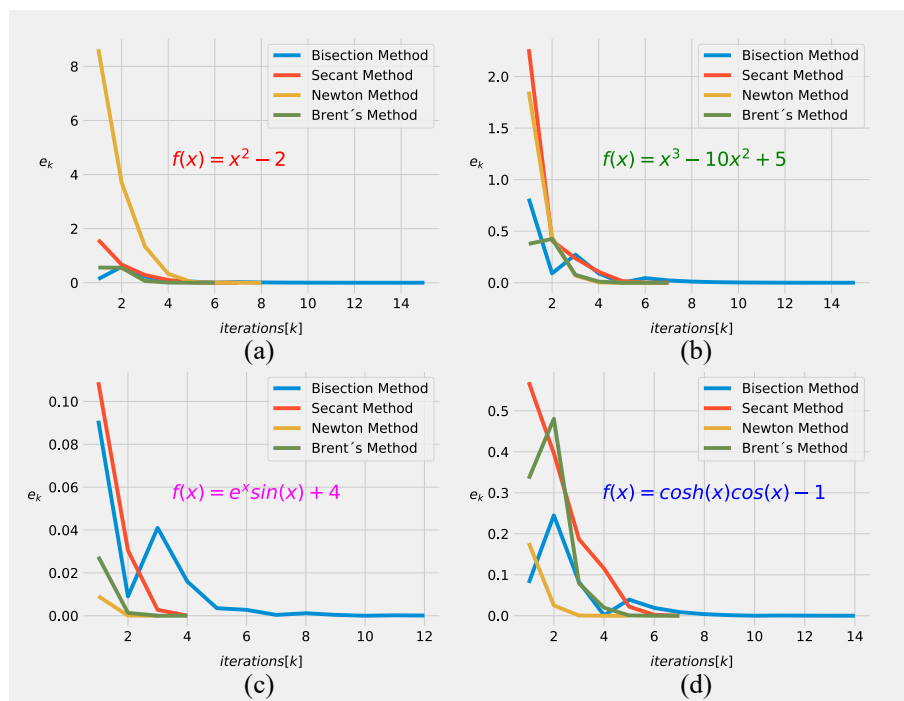 Bisection Method
Secant Method
Newton Method
Brent´s Method
8
6
4
2
0
e_k
f(x) = x² − 2
2 4 6 8 10 12 14
iterations[k]
(a)
Bisection Method
Secant Method
Newton Method
Brent´s Method
2.0
1.5
1.0
0.5
0.0
e_k
f(x) = x³ − 10x² + 5
2 4 6 8 10 12 14
iterations[k]
(b)
Bisection Method
Secant Method
Newton Method
Brent´s Method
0.10
0.08
0.06
0.04
0.02
0.00
e_k
f(x) = eˣsin(x) + 4
2 4 6 8 10 12
iterations[k]
(c)
Bisection Method
Secant Method
Newton Method
Brent´s Method
0.5
0.4
0.3
0.2
0.1
0.0
e_k
f(x) = cosh(x)cos(x) − 1
2 4 6 8 10 12 14
iterations[k]
(d)